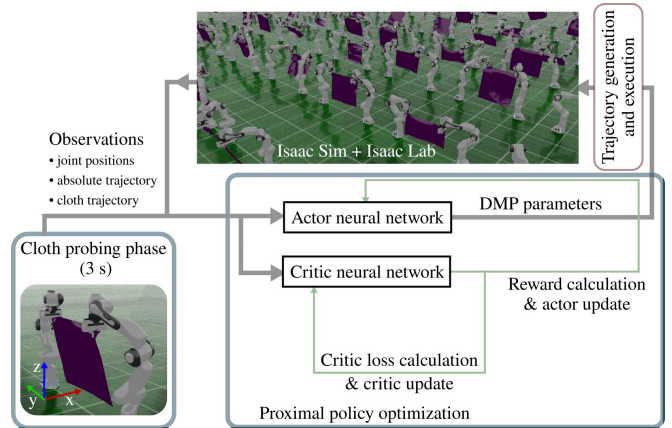 Isaac Sim + Isaac Lab
Trajectory generation
and execution
Observations
• joint positions
• absolute trajectory
• cloth trajectory
Actor neural network
DMP parameters
Cloth probing phase
(3 s)
Critic neural network
Reward calculation
& actor update
z
y
x
Critic loss calculation
& critic update
Proximal policy optimization